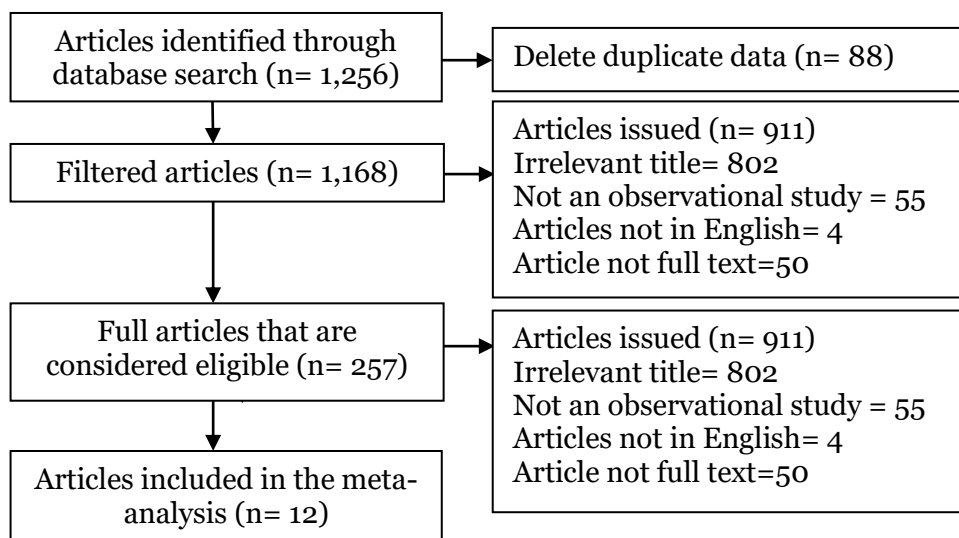 Articles identified through
database search (n= 1,256)
Delete duplicate data (n= 88)
Filtered articles (n= 1,168)
Articles issued (n= 911)
Irrelevant title= 802
Not an observational study = 55
Articles not in English= 4
Article not full text=50
Full articles that are
considered eligible (n= 257)
Articles issued (n= 911)
Irrelevant title= 802
Not an observational study = 55
Articles not in English= 4
Article not full text=50
Articles included in the meta-
analysis (n= 12)